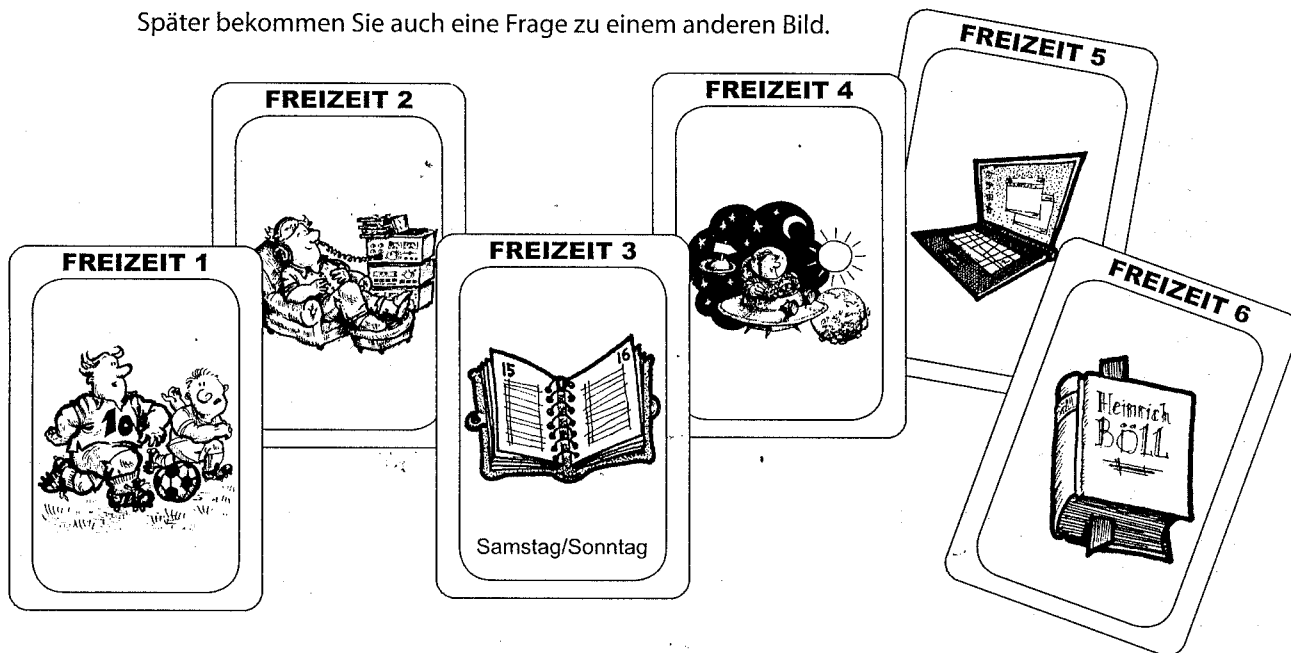 Später bekommen Sie auch eine Frage zu einem anderen Bild.
FREIZEIT 1
FREIZEIT 2
FREIZEIT 3
15
16
Samstag/Sonntag
FREIZEIT 4
FREIZEIT 5
FREIZEIT 6
Heinrich
BÖLL
10